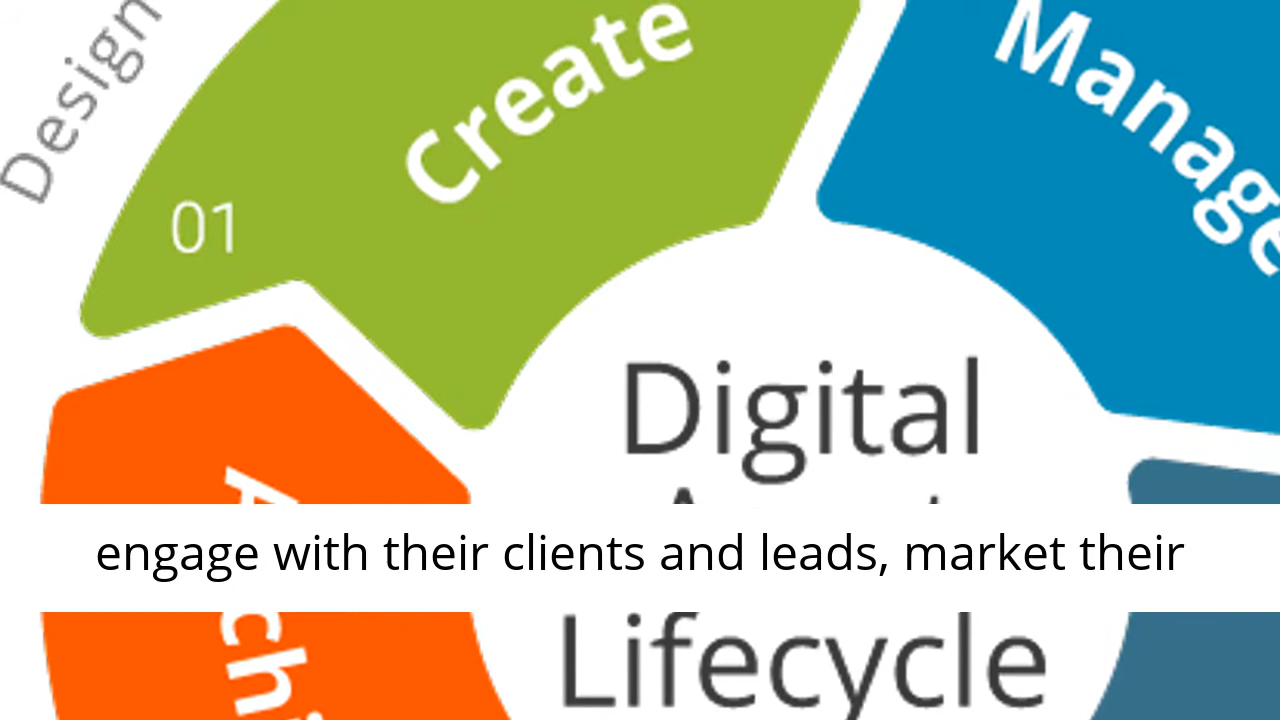 Design
Create
Manage
01
Digital
engage with their clients and leads, market their
Lifecycle